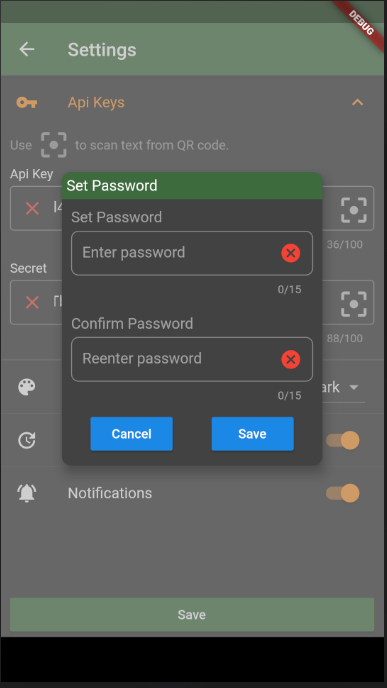 DEBUG
Settings
Api Keys
Use to scan text from QR code.
Api Key
Set Password
Set Password
36/100
Enter password
Secret
0/15
Confirm Password
88/100
Reenter password
ark
0/15
Cancel Save
Notifications
Save